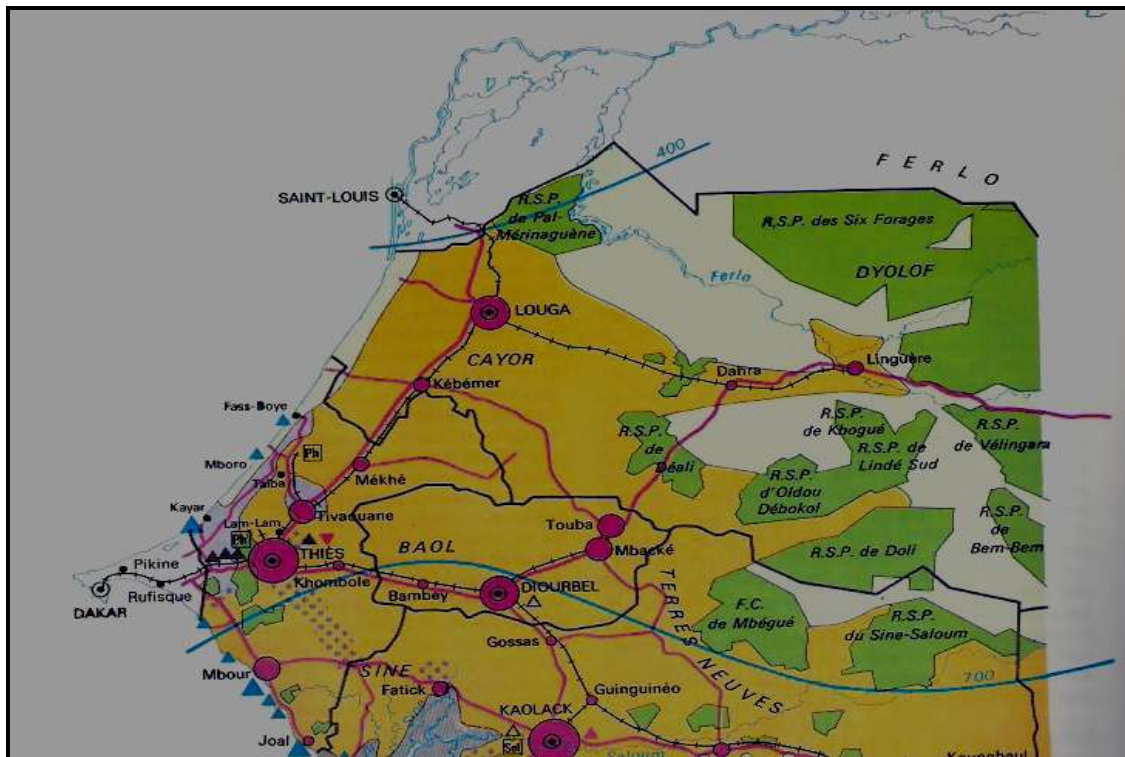 400
FERLO
SAINT-LOUIS
R.S.P.
de Pal-
Mérinaguène
R.S.P. des Six Forages
DYOLOF
Ferlo
LOUGA
CAYOR
Linguère
Dahra
Kébémer
Fass-Boye
R.S.P.
de Kbogué
R.S.P.
de Vélingara
R.S.P.
de
Déali
R.S.P. de
Lindé Sud
Ph
Mboro
Taïba
Mékhé
R.S.P.
d'Oldou
Débokol
Kayar
Tivaouane
Lam-Lam
Touba
R.S.P.
de
Bem-Bem
Ph
THIÈS
BAOL
Mbacké
R.S.P. de Doli
Pikine
Khombole
Rufisque
Bambey
DIOURBEL
DAKAR
TERRES
NEUVES
F.C.
de Mbégué
R.S.P.
du Sine-Saloum
Gossas
Mbour
SINE
Fatick
Guinguinéo
700
KAOLACK
Joal
Sel
Saloum